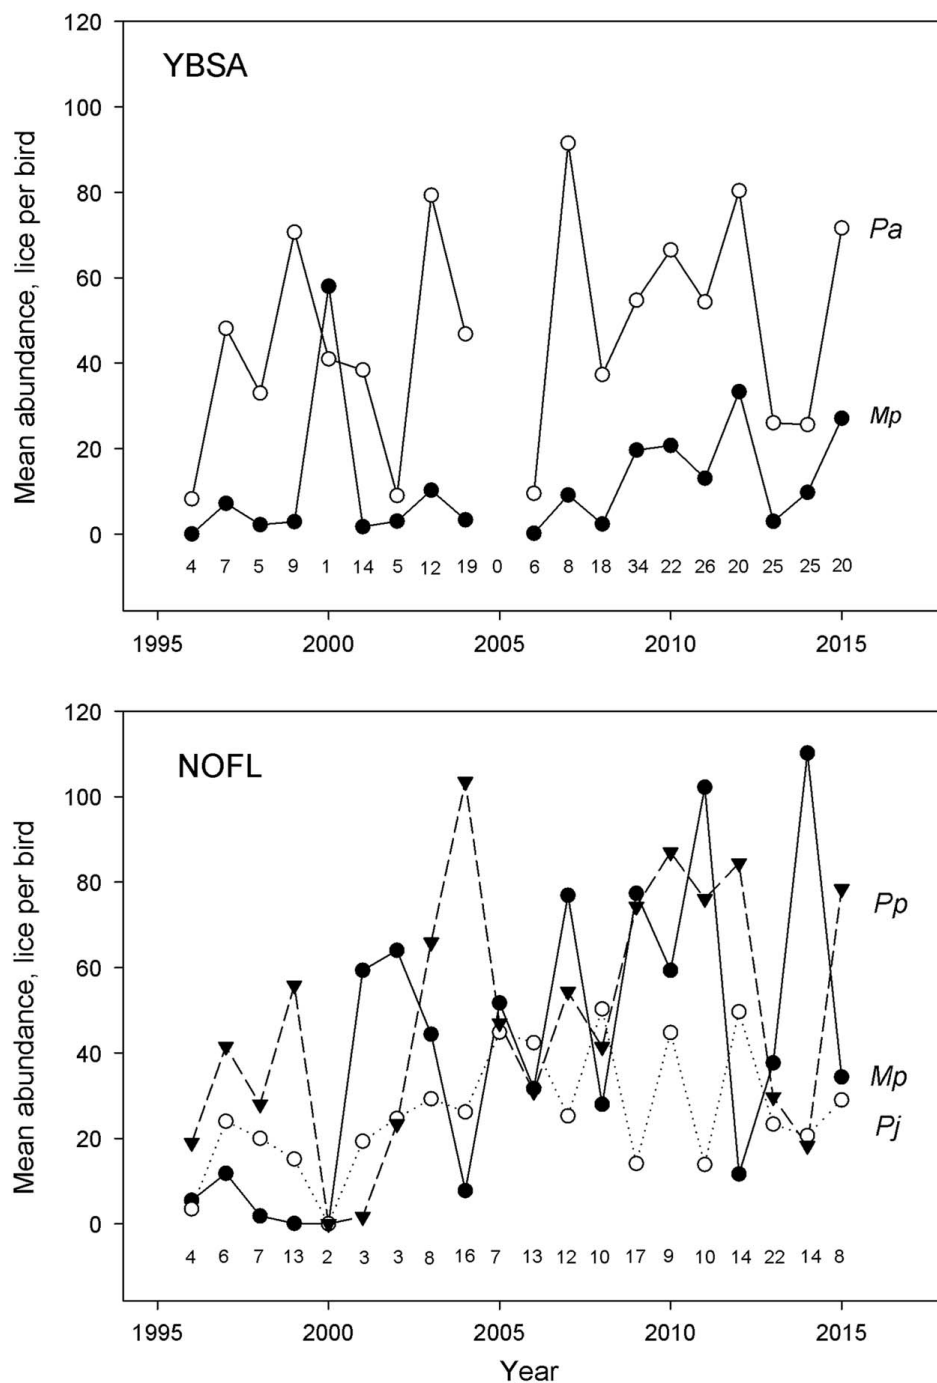 120
YBSA
100
80
Pa
60
40
Mp
20
0
Mean abundance, lice per bird
4 7 5 9 1 14 5 12 19 0 6 8 18 34 22 26 20 25 25 20
1995 2000 2005 2010 2015
120
NOFL
100
80
Pp
60
40
Mp
Pj
20
0
Mean abundance, lice per bird
4 6 7 13 2 3 3 8 16 7 13 12 10 17 9 10 14 22 14 8
1995 2000 2005 2010 2015
Year